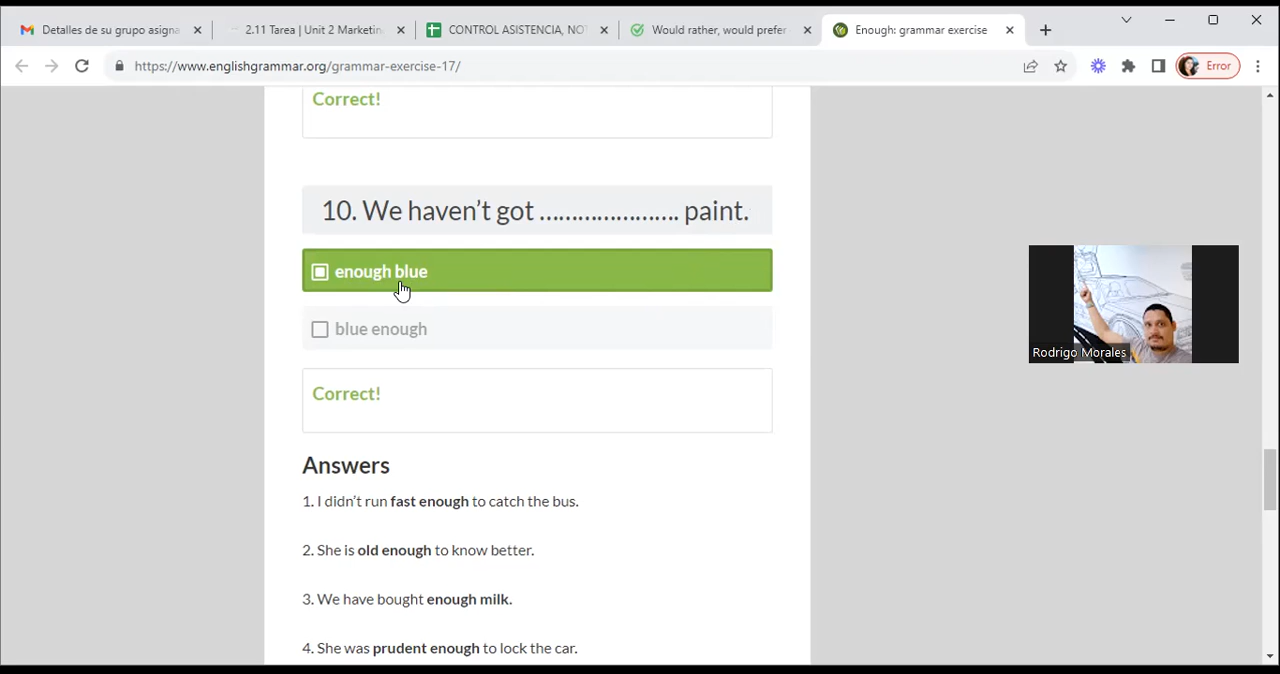 Detalles de su grupo asigna
2.11 Tarea | Unit 2 Marketin
CONTROL ASISTENCIA, NO
Would rather, would prefer
Enough: grammar exercise
https://www.englishgrammar.org/grammar-exercise-17/
Error
Correct!
10. We haven’t got ..................... paint.
enough blue
blue enough
Correct!
Rodrigo Morales
Answers
1. I didn’t run fast enough to catch the bus.
2. She is old enough to know better.
3. We have bought enough milk.
4. She was prudent enough to lock the car.